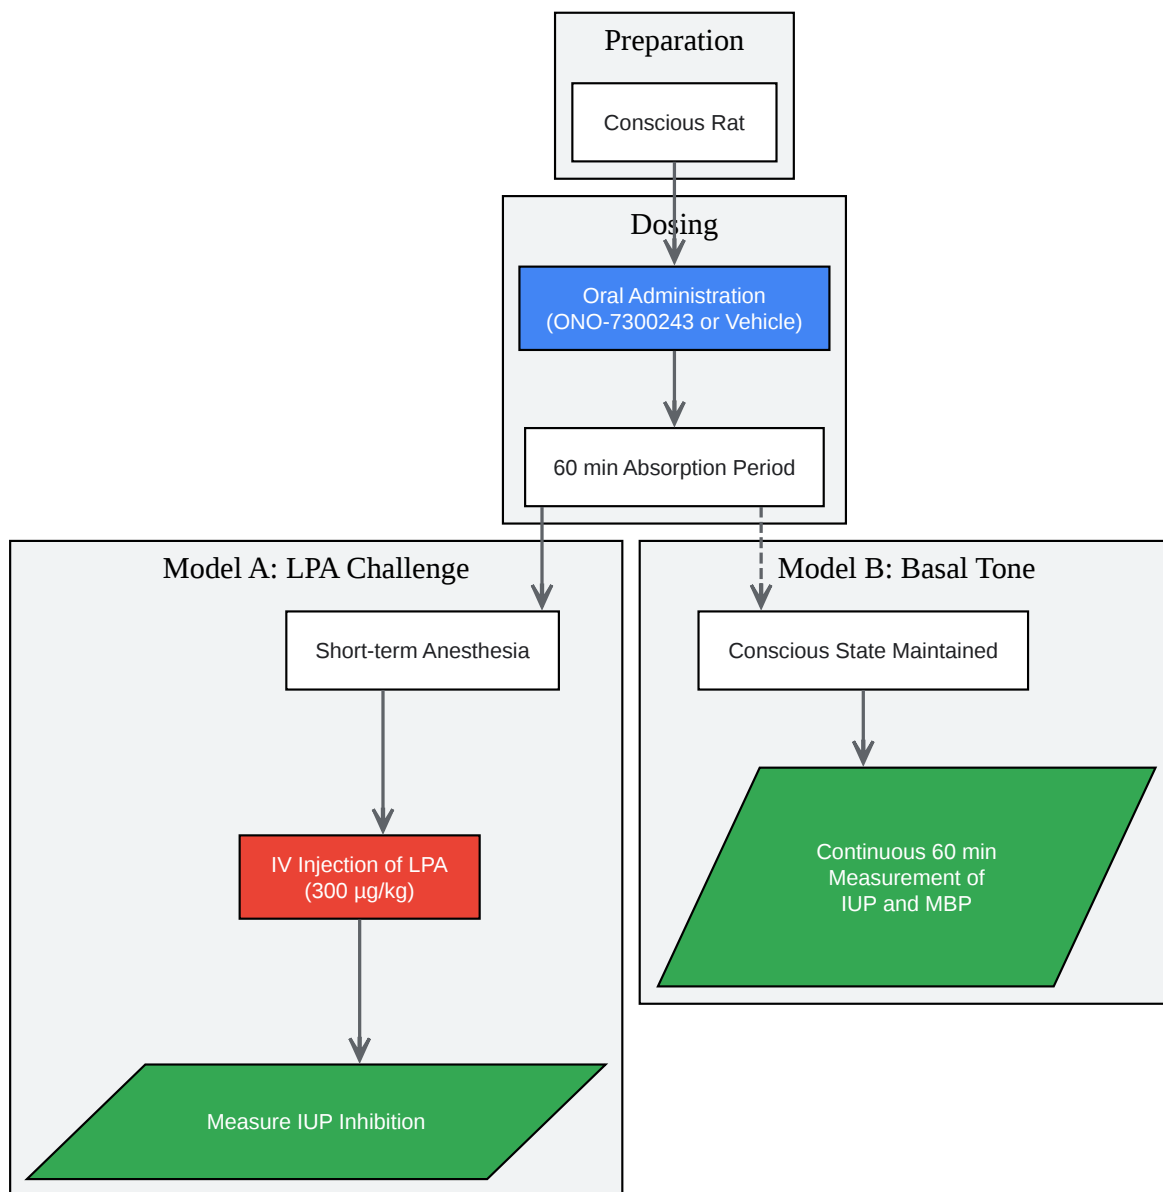 Preparation
Conscious Rat
Dosing
Oral Administration
(ONO-7300243 or Vehicle)
60 min Absorption Period
Model A: LPA Challenge
Short-term Anesthesia
IV Injection of LPA
(300 µg/kg)
Measure IUP Inhibition
Model B: Basal Tone
Conscious State Maintained
Continuous 60 min
Measurement of
IUP and MBP